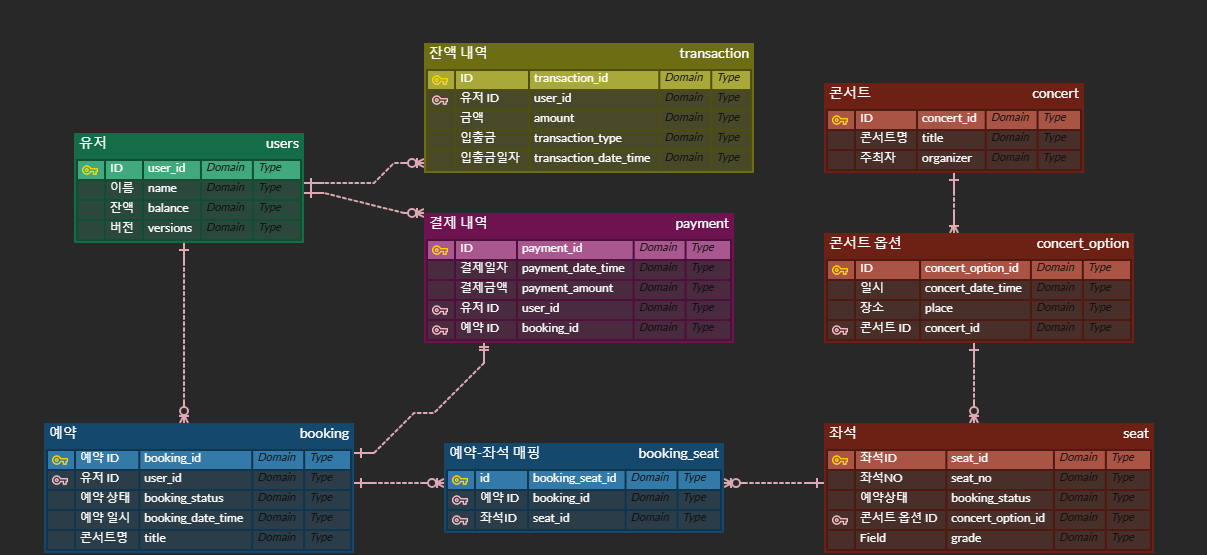 잔액 내역 transaction
ID transaction_id Domain Type
유저 ID user_id Domain Type
금액 amount Domain Type
입출금 transaction_type Domain Type
입출금일자 transaction_date_time Domain Type
콘서트 concert
ID concert_id Domain Type
콘서트명 title Domain Type
주최자 organizer Domain Type
유저 users
ID user_id Domain Type
이름 name Domain Type
잔액 balance Domain Type
버전 versions Domain Type
결제 내역 payment
ID payment_id Domain Type
결제일자 payment_date_time Domain Type
결제금액 payment_amount Domain Type
유저 ID user_id Domain Type
예약 ID booking_id Domain Type
콘서트 옵션 concert_option
ID concert_option_id Domain Type
일시 concert_date_time Domain Type
장소 place Domain Type
콘서트 ID concert_id Domain Type
예약 booking
예약 ID booking_id Domain Type
유저 ID user_id Domain Type
예약 상태 booking_status Domain Type
예약 일시 booking_date_time Domain Type
콘서트명 title Domain Type
예약-좌석 매핑 booking_seat
id booking_seat_id Domain Type
예약 ID booking_id Domain Type
좌석ID seat_id Domain Type
좌석 seat
좌석ID seat_id Domain Type
좌석NO seat_no Domain Type
예약상태 booking_status Domain Type
콘서트 옵션 ID concert_option_id Domain Type
Field grade Domain Type